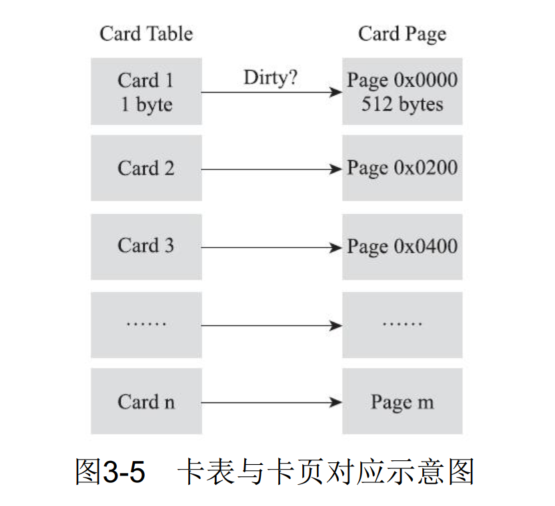 Card Table Card Page
Card 1 Dirty? Page 0x0000
1 byte 512 bytes
Card 2 Page 0x0200
Card 3 Page 0x0400
...... ......
Card n Page m
图3-5 卡表与卡页对应示意图